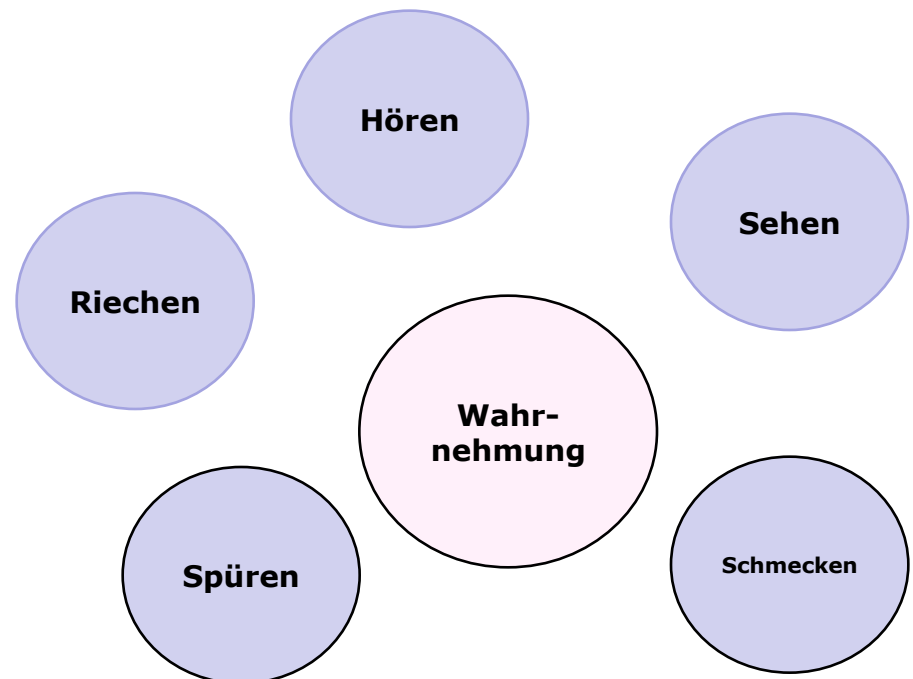 Hören
Sehen
Riechen
Wahr-
nehmung
Schmecken
Spüren